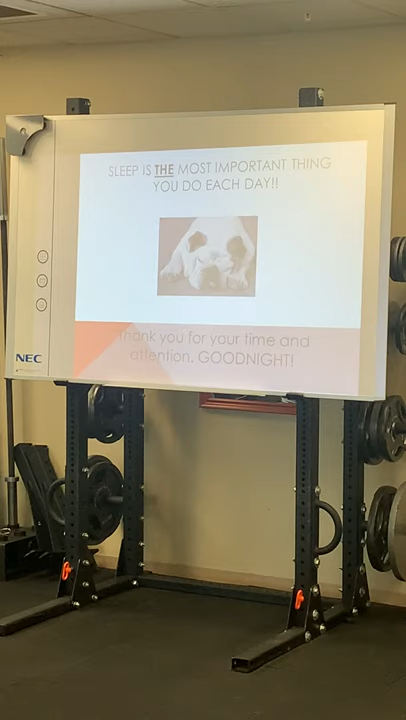 SLEEP IS THE MOST IMPORTANT THING
YOU DO EACH DAY!!
Thank you for your time and
attention. GOODNIGHT!
NEC